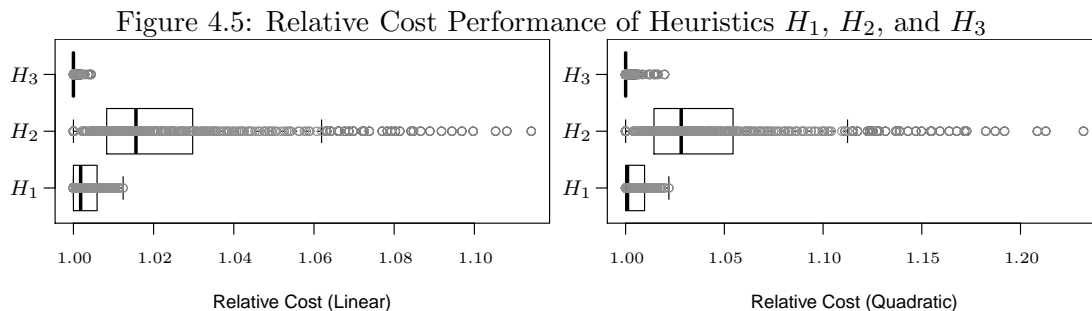 Figure 4.5: Relative Cost Performance of Heuristics H₁, H₂, and H₃
H₃
H₂
H₁
1.00 1.02 1.04 1.06 1.08 1.10
Relative Cost (Linear)
H₃
H₂
H₁
1.00 1.05 1.10 1.15 1.20
Relative Cost (Quadratic)